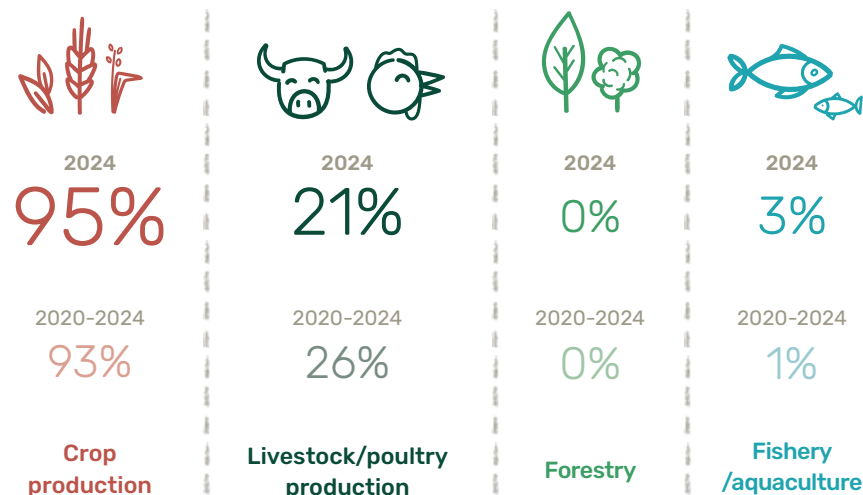 2024
95%
2020-2024
93%
Crop
production
2024
21%
2020-2024
26%
Livestock/poultry
production
2024
0%
2020-2024
0%
Forestry
2024
3%
2020-2024
1%
Fishery
/aquaculture